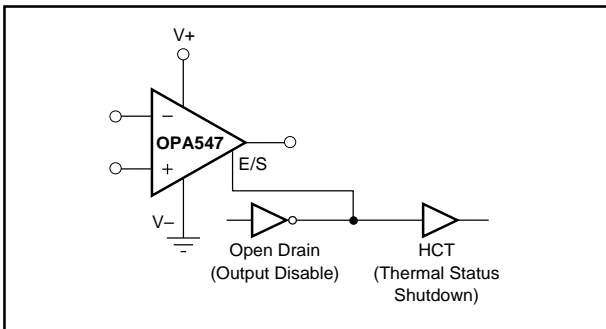 V+
−
OPA547
+
E/S
V−
Open Drain
(Output Disable)
HCT
(Thermal Status
Shutdown)